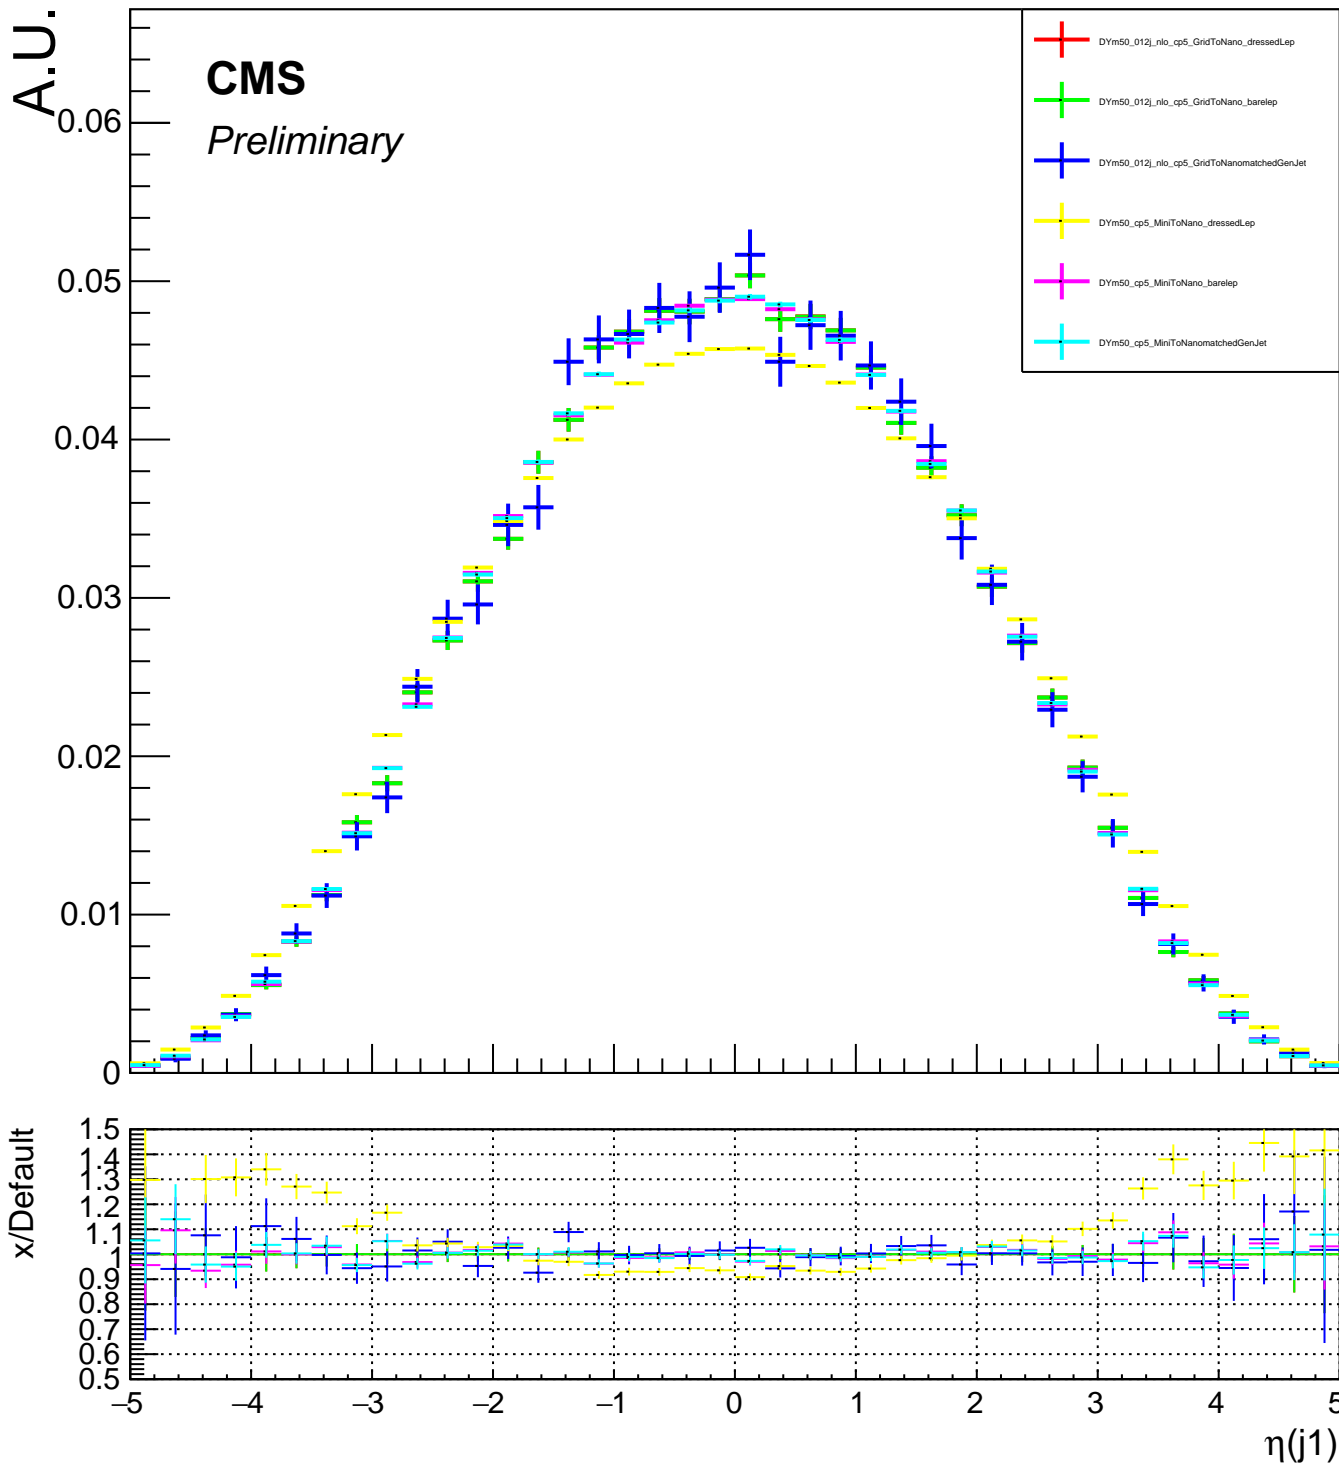 A.U.
CMS
Preliminary
DYm50_012j_nlo_cp5_GridToNano_dressedLep
DYm50_012j_nlo_cp5_GridToNano_barelep
DYm50_012j_nlo_cp5_GridToNanomatchedGenJet
DYm50_cp5_MiniToNano_dressedLep
DYm50_cp5_MiniToNano_barelep
DYm50_cp5_MiniToNanomatchedGenJet
0.06
0.05
0.04
0.03
0.02
0.01
0
x/Default
1.5
1.4
1.3
1.2
1.1
1
0.9
0.8
0.7
0.6
0.5
−5 −4 −3 −2 −1 0 1 2 3 4 5
η(j1)